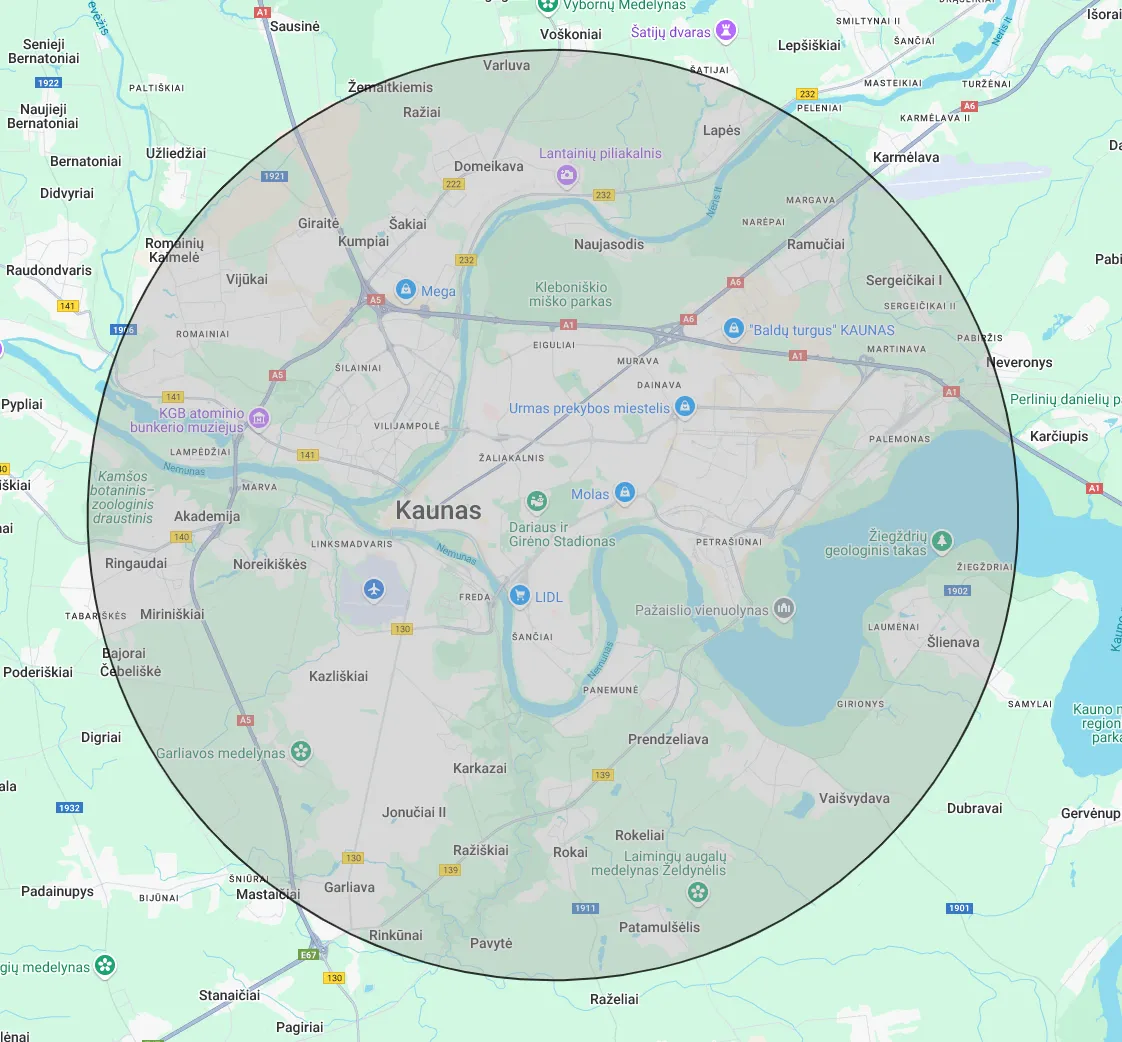 A1
Sausinė
Vybornų Medelynas
Voškoniai
Šatijų dvaras
SMILTYNAI II
Išorai
Lepšiškiai
ŠANČIAI
Neris lt
Senieji
Bernatoniai
1922
PALTIŠKIAI
Varluva
Žemaitkiemis
ŠATIJAI
MASTEIKIAI
TURŽĖNAI
232
PELENIAI
A6
Naujieji
Bernatoniai
Ražiai
KARMĖLAVA II
Lapės
Užliedžiai
Bernatoniai
Lantainių piliakalnis
Karmėlava
Domeikava
1921
222
232
Didvyriai
Neris lt
MARGAVA
NARĖPAI
Giraitė
Šakiai
Kumpiai
Romainių
Kaimelė
Naujasodis
Ramučiai
Raudondvaris
232
Vijūkai
Mega
Kleboniškio
miško parkas
A6
Sergeičikai I
A5
141
SERGEIČIKAI II
1906
ROMAINIAI
A1
A6
"Baldų turgus" KAUNAS
EIGULIAI
PABIRŽIS
MARTINAVA
A1
MURAVA
Neveronys
ŠILAINIAI
A5
DAINAVA
A1
141
Pypliai
KGB atominio
bunkerio muziejus
Urmas prekybos miestelis
Perlinių danielių p
VILIJAMPOLĖ
PALEMONAS
Karčiupis
LAMPĖDŽIAI
141
ŽALIAKALNIS
Nemunas
Kamšos
botaninis–
zoologinis
draustinis
MARVA
A1
Molas
Kaunas
Akademija
Dariaus ir
Girėno Stadionas
140
LINKSMADVARIS
PETRAŠIŪNAI
Žiegždrių
geologinis takas
Nemunas
Ringaudai
Noreikiškės
ŽIEGŽDRIAI
1902
FREDA
LIDL
TABARIŠKĖS
Miriniškiai
Pažaislio vienuolynas
130
LAUMĖNAI
ŠANČIAI
Šlienava
Bajorai
Čebeliškė
Poderiškiai
Kazliškiai
Nemunas
PANEMUNĖ
GIRIONYS
SAMYLAI
A5
Kauno m
region
parka
Digriai
Garliavos medelynas
Prendzeliava
Karkazai
139
Vaišvydava
1932
Jonučiai II
Dubravai
Gervėnup
Rokeliai
Ražiškiai
Rokai
130
139
Laimingų augalų
medelynas Želdynėlis
ŠNIŪRAI
Garliava
Padainupys
BIJŪNAI
Mastaičiai
1911
1901
Patamulšėlis
Rinkūnai
Pavytė
E67
gių medelynas
130
Stanaičiai
Raželiai
Pagiriai